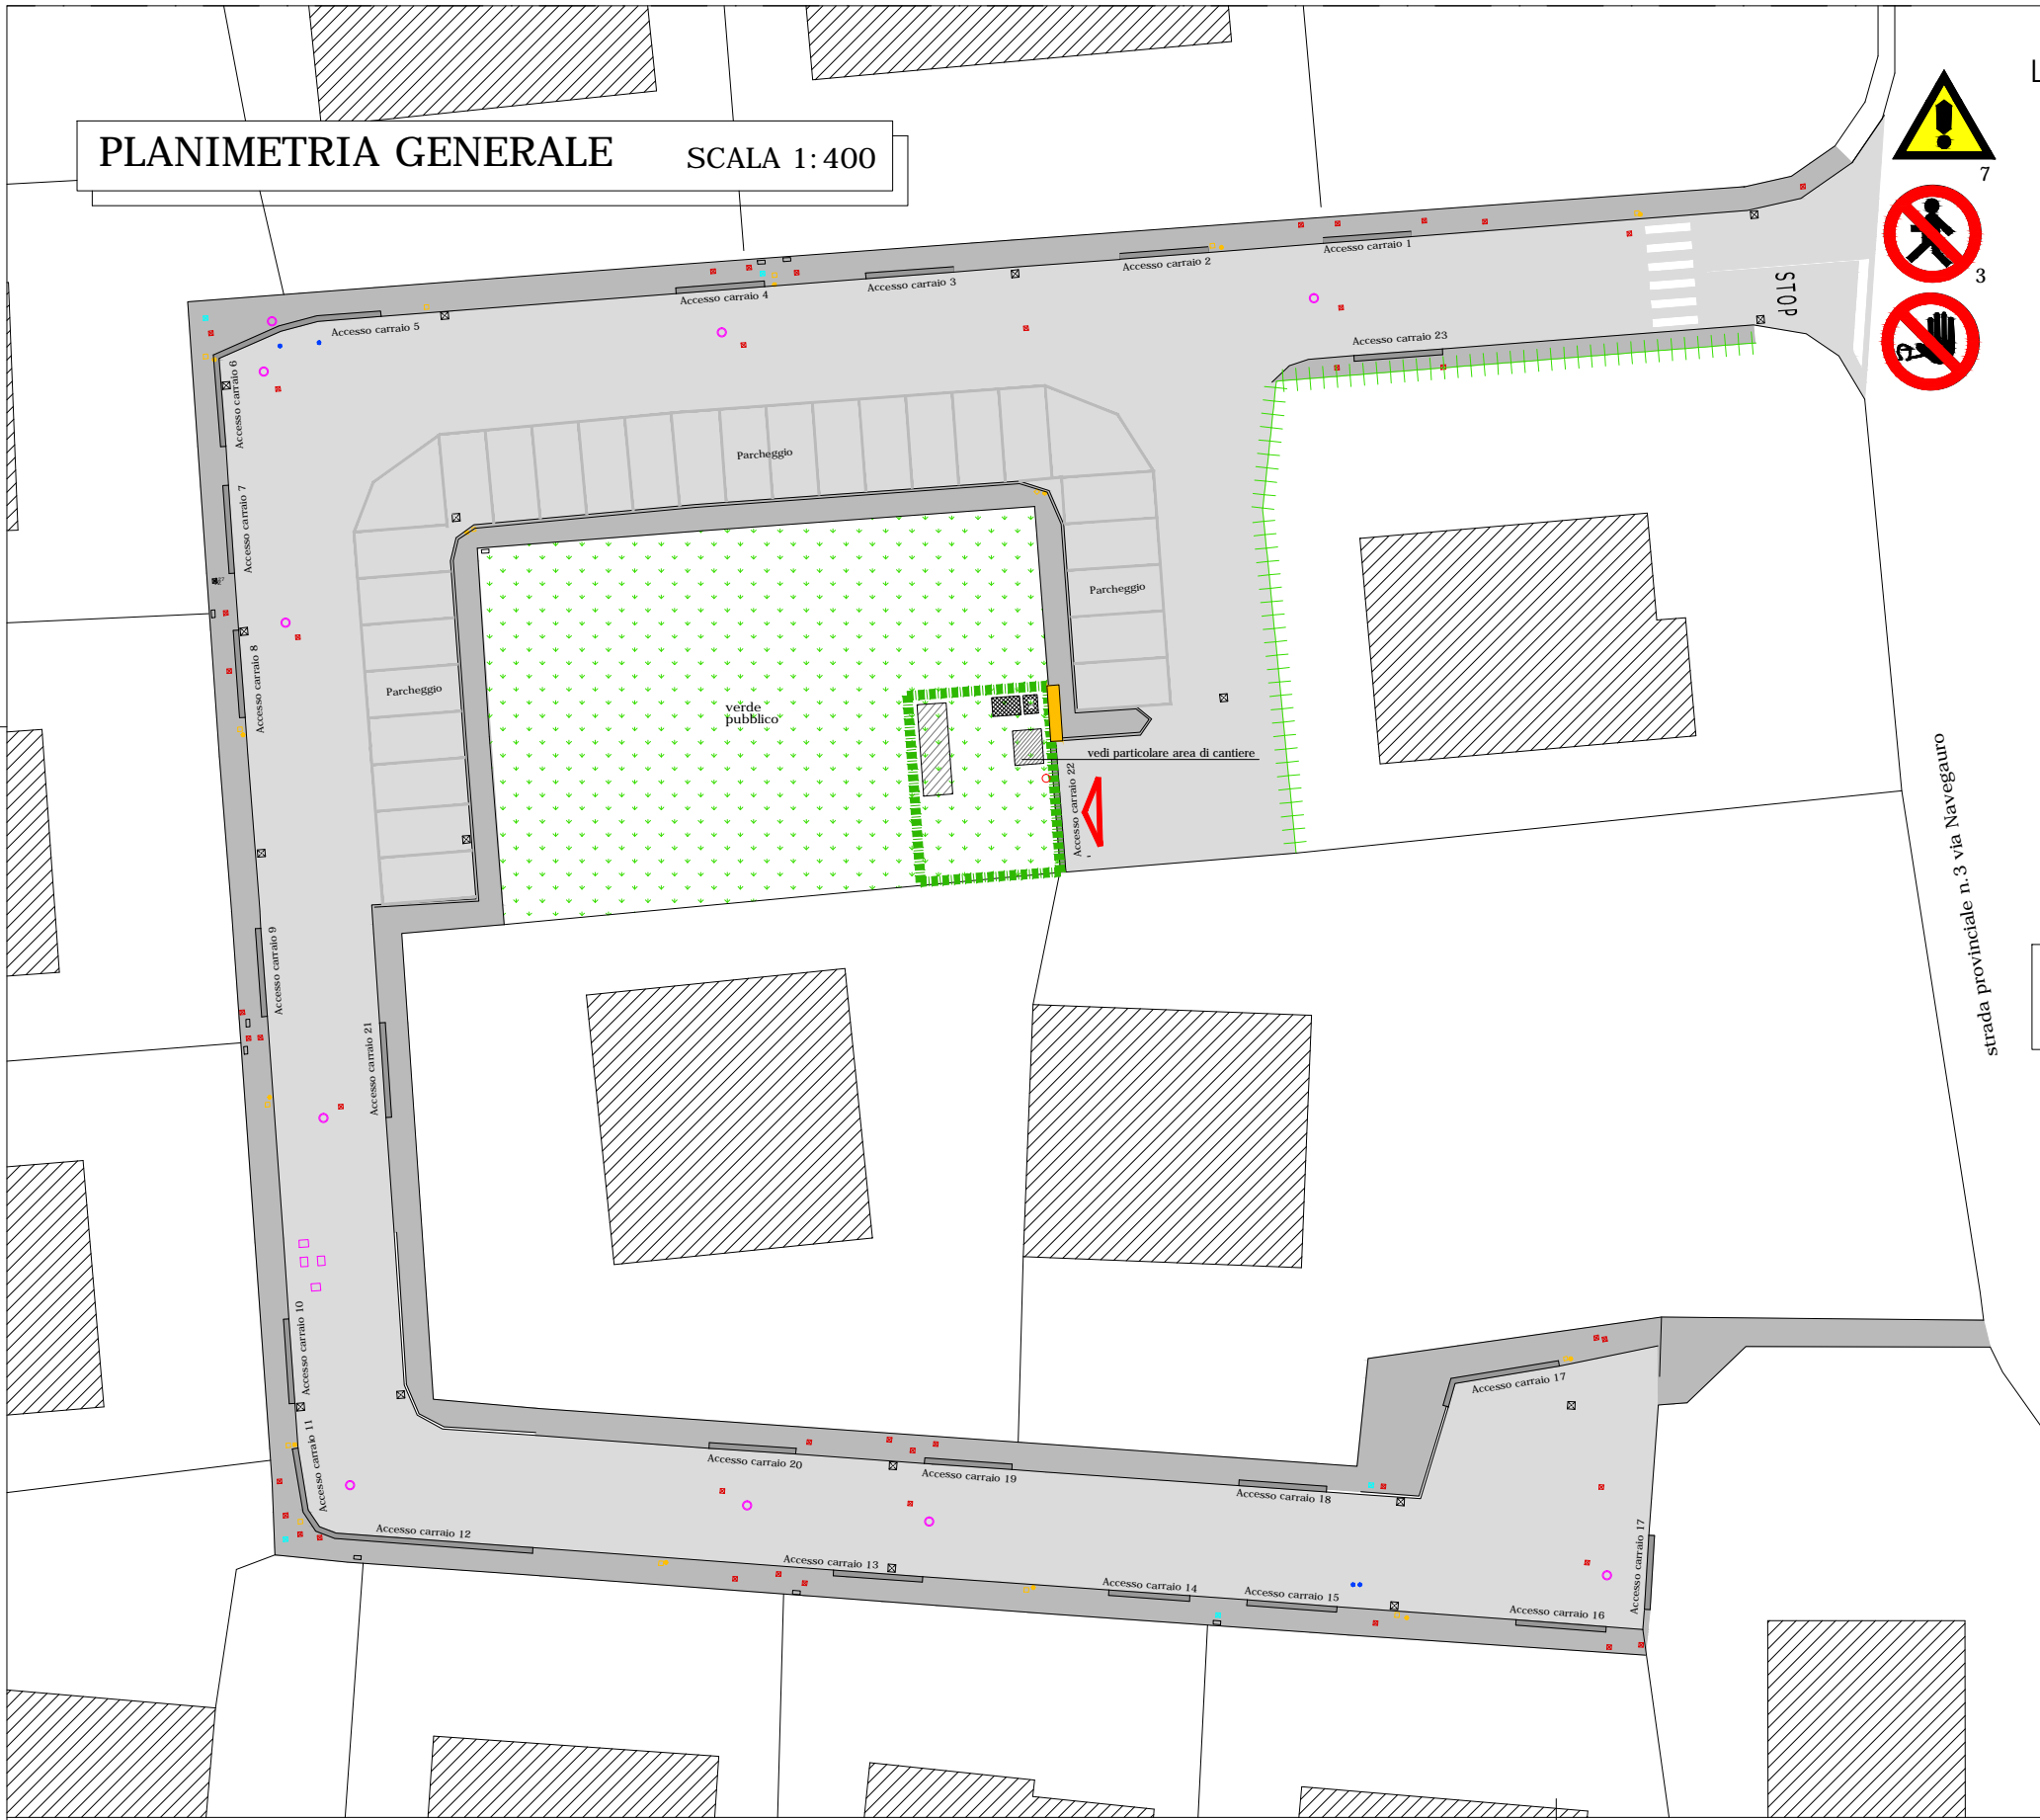 PLANIMETRIA GENERALE SCALA 1:400
L
7
3
STOP
Accesso carraio 1
Accesso carraio 2
Accesso carraio 3
Accesso carraio 4
Accesso carraio 5
Accesso carraio 23
Accesso carraio 6
Accesso carraio 7
Accesso carraio 8
Parcheggio
Parcheggio
Parcheggio
verde
pubblico
vedi particolare area di cantiere
Accesso carraio 22
strada provinciale n.3 via Navegauro
Accesso carraio 9
Accesso carraio 21
Accesso carraio 10
Accesso carraio 11
Accesso carraio 12
Accesso carraio 20
Accesso carraio 19
Accesso carraio 18
Accesso carraio 17
Accesso carraio 13
Accesso carraio 14
Accesso carraio 15
Accesso carraio 16
Accesso carraio 17